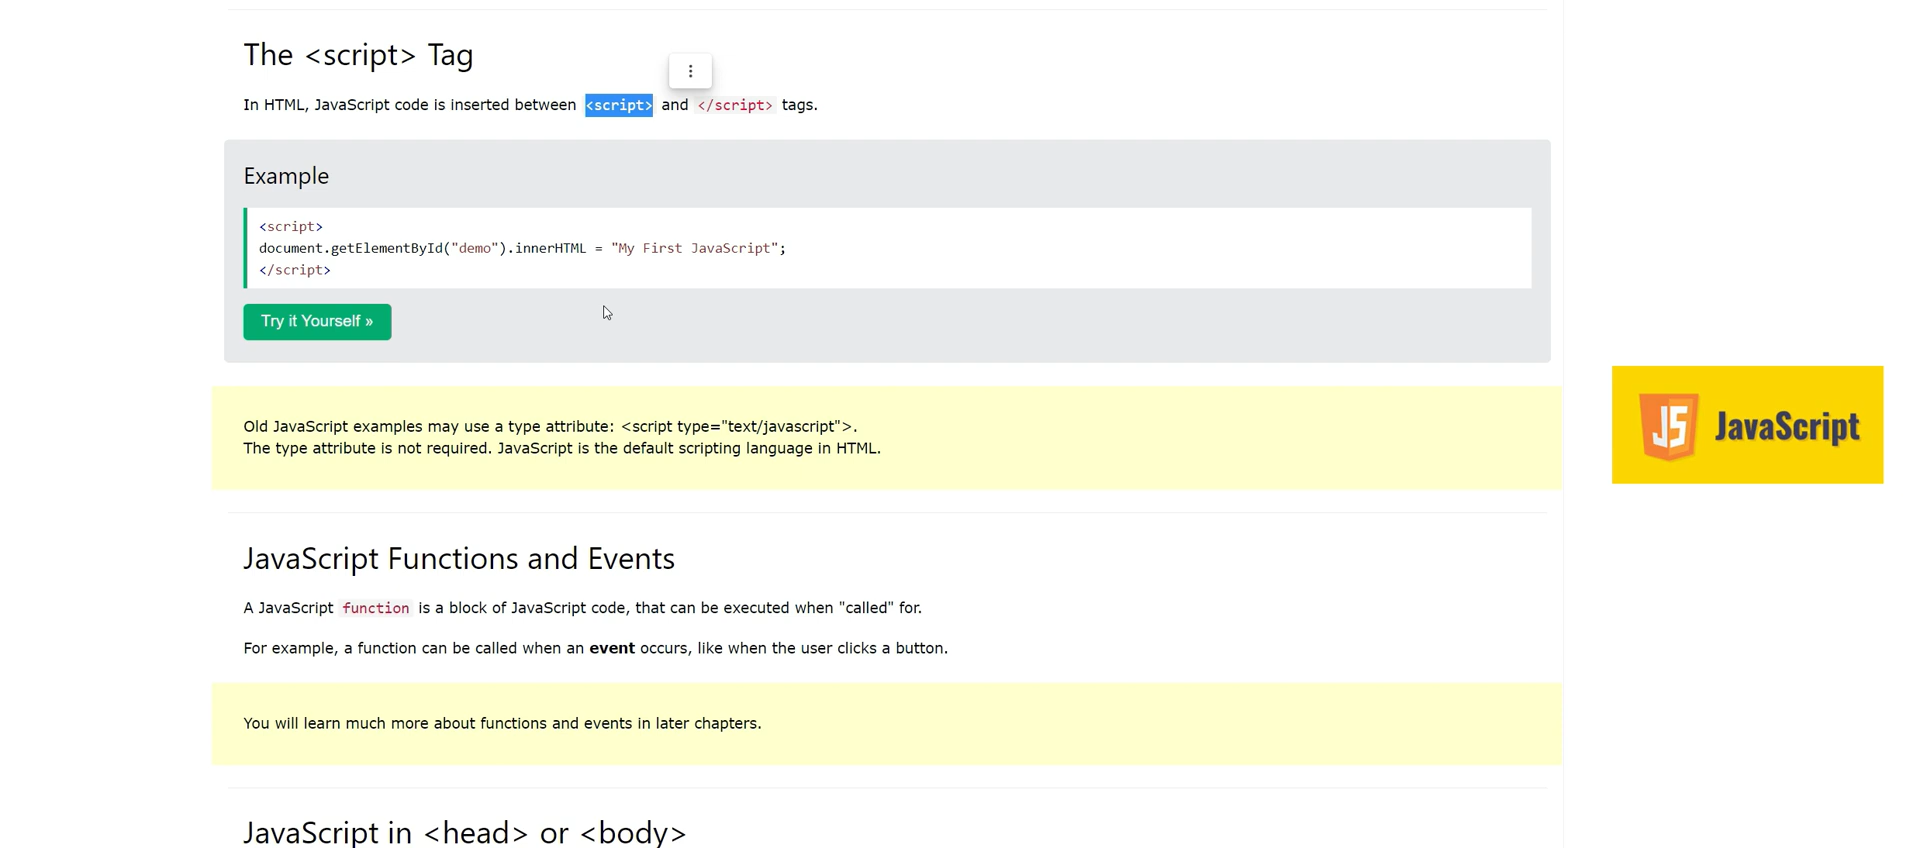 The <script> Tag
In HTML, JavaScript code is inserted between <script> and </script> tags.
Example
<script>
document.getElementById("demo").innerHTML = "My First JavaScript";
</script>
Try it Yourself »
Old JavaScript examples may use a type attribute: <script type="text/javascript">.
The type attribute is not required. JavaScript is the default scripting language in HTML.
JS JavaScript
JavaScript Functions and Events
A JavaScript function is a block of JavaScript code, that can be executed when "called" for.
For example, a function can be called when an event occurs, like when the user clicks a button.
You will learn much more about functions and events in later chapters.
JavaScript in <head> or <body>